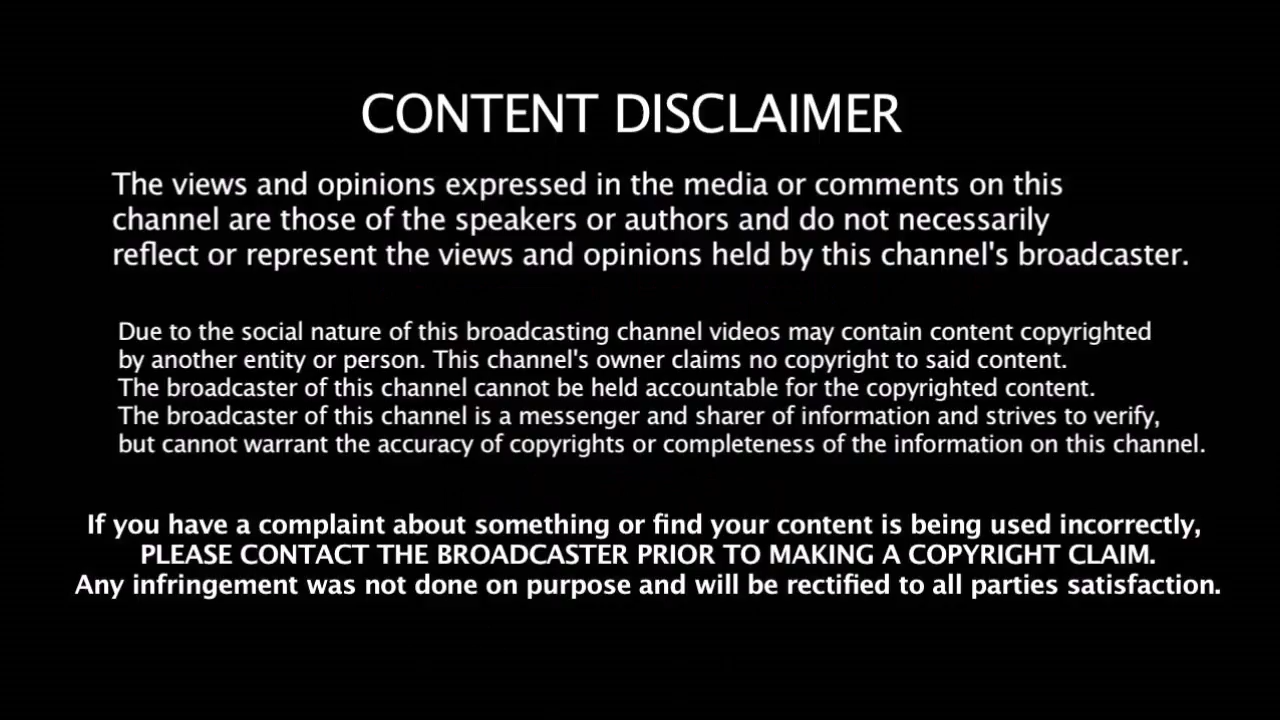 CONTENT DISCLAIMER
The views and opinions expressed in the media or comments on this
channel are those of the speakers or authors and do not necessarily
reflect or represent the views and opinions held by this channel's broadcaster.
Due to the social nature of this broadcasting channel videos may contain content copyrighted
by another entity or person. This channel's owner claims no copyright to said content.
The broadcaster of this channel cannot be held accountable for the copyrighted content.
The broadcaster of this channel is a messenger and sharer of information and strives to verify,
but cannot warrant the accuracy of copyrights or completeness of the information on this channel.
If you have a complaint about something or find your content is being used incorrectly,
PLEASE CONTACT THE BROADCASTER PRIOR TO MAKING A COPYRIGHT CLAIM.
Any infringement was not done on purpose and will be rectified to all parties satisfaction.